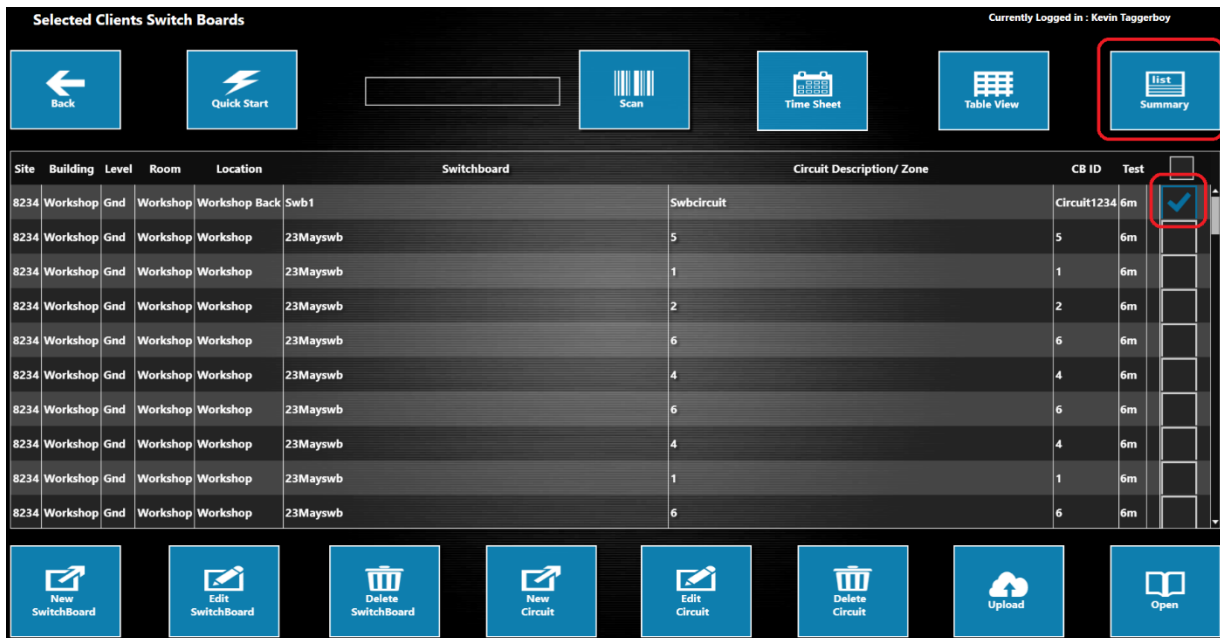 Selected Clients Switch Boards
Currently Logged in : Kevin Taggerboy
Back
Quick Start
Scan
Time Sheet
Table View
list
Summary
Site Building Level Room Location Switchboard Circuit Description/ Zone CB ID Test
8234 Workshop Gnd Workshop Workshop Back Swb1 Swbcircuit Circuit1234 6m
8234 Workshop Gnd Workshop Workshop 23Mayswb 5 5 6m
8234 Workshop Gnd Workshop Workshop 23Mayswb 1 1 6m
8234 Workshop Gnd Workshop Workshop 23Mayswb 2 2 6m
8234 Workshop Gnd Workshop Workshop 23Mayswb 6 6 6m
8234 Workshop Gnd Workshop Workshop 23Mayswb 4 4 6m
8234 Workshop Gnd Workshop Workshop 23Mayswb 6 6 6m
8234 Workshop Gnd Workshop Workshop 23Mayswb 4 4 6m
8234 Workshop Gnd Workshop Workshop 23Mayswb 1 1 6m
8234 Workshop Gnd Workshop Workshop 23Mayswb 6 6 6m
New
SwitchBoard
Edit
SwitchBoard
Delete
SwitchBoard
New
Circuit
Edit
Circuit
Delete
Circuit
Upload
Open